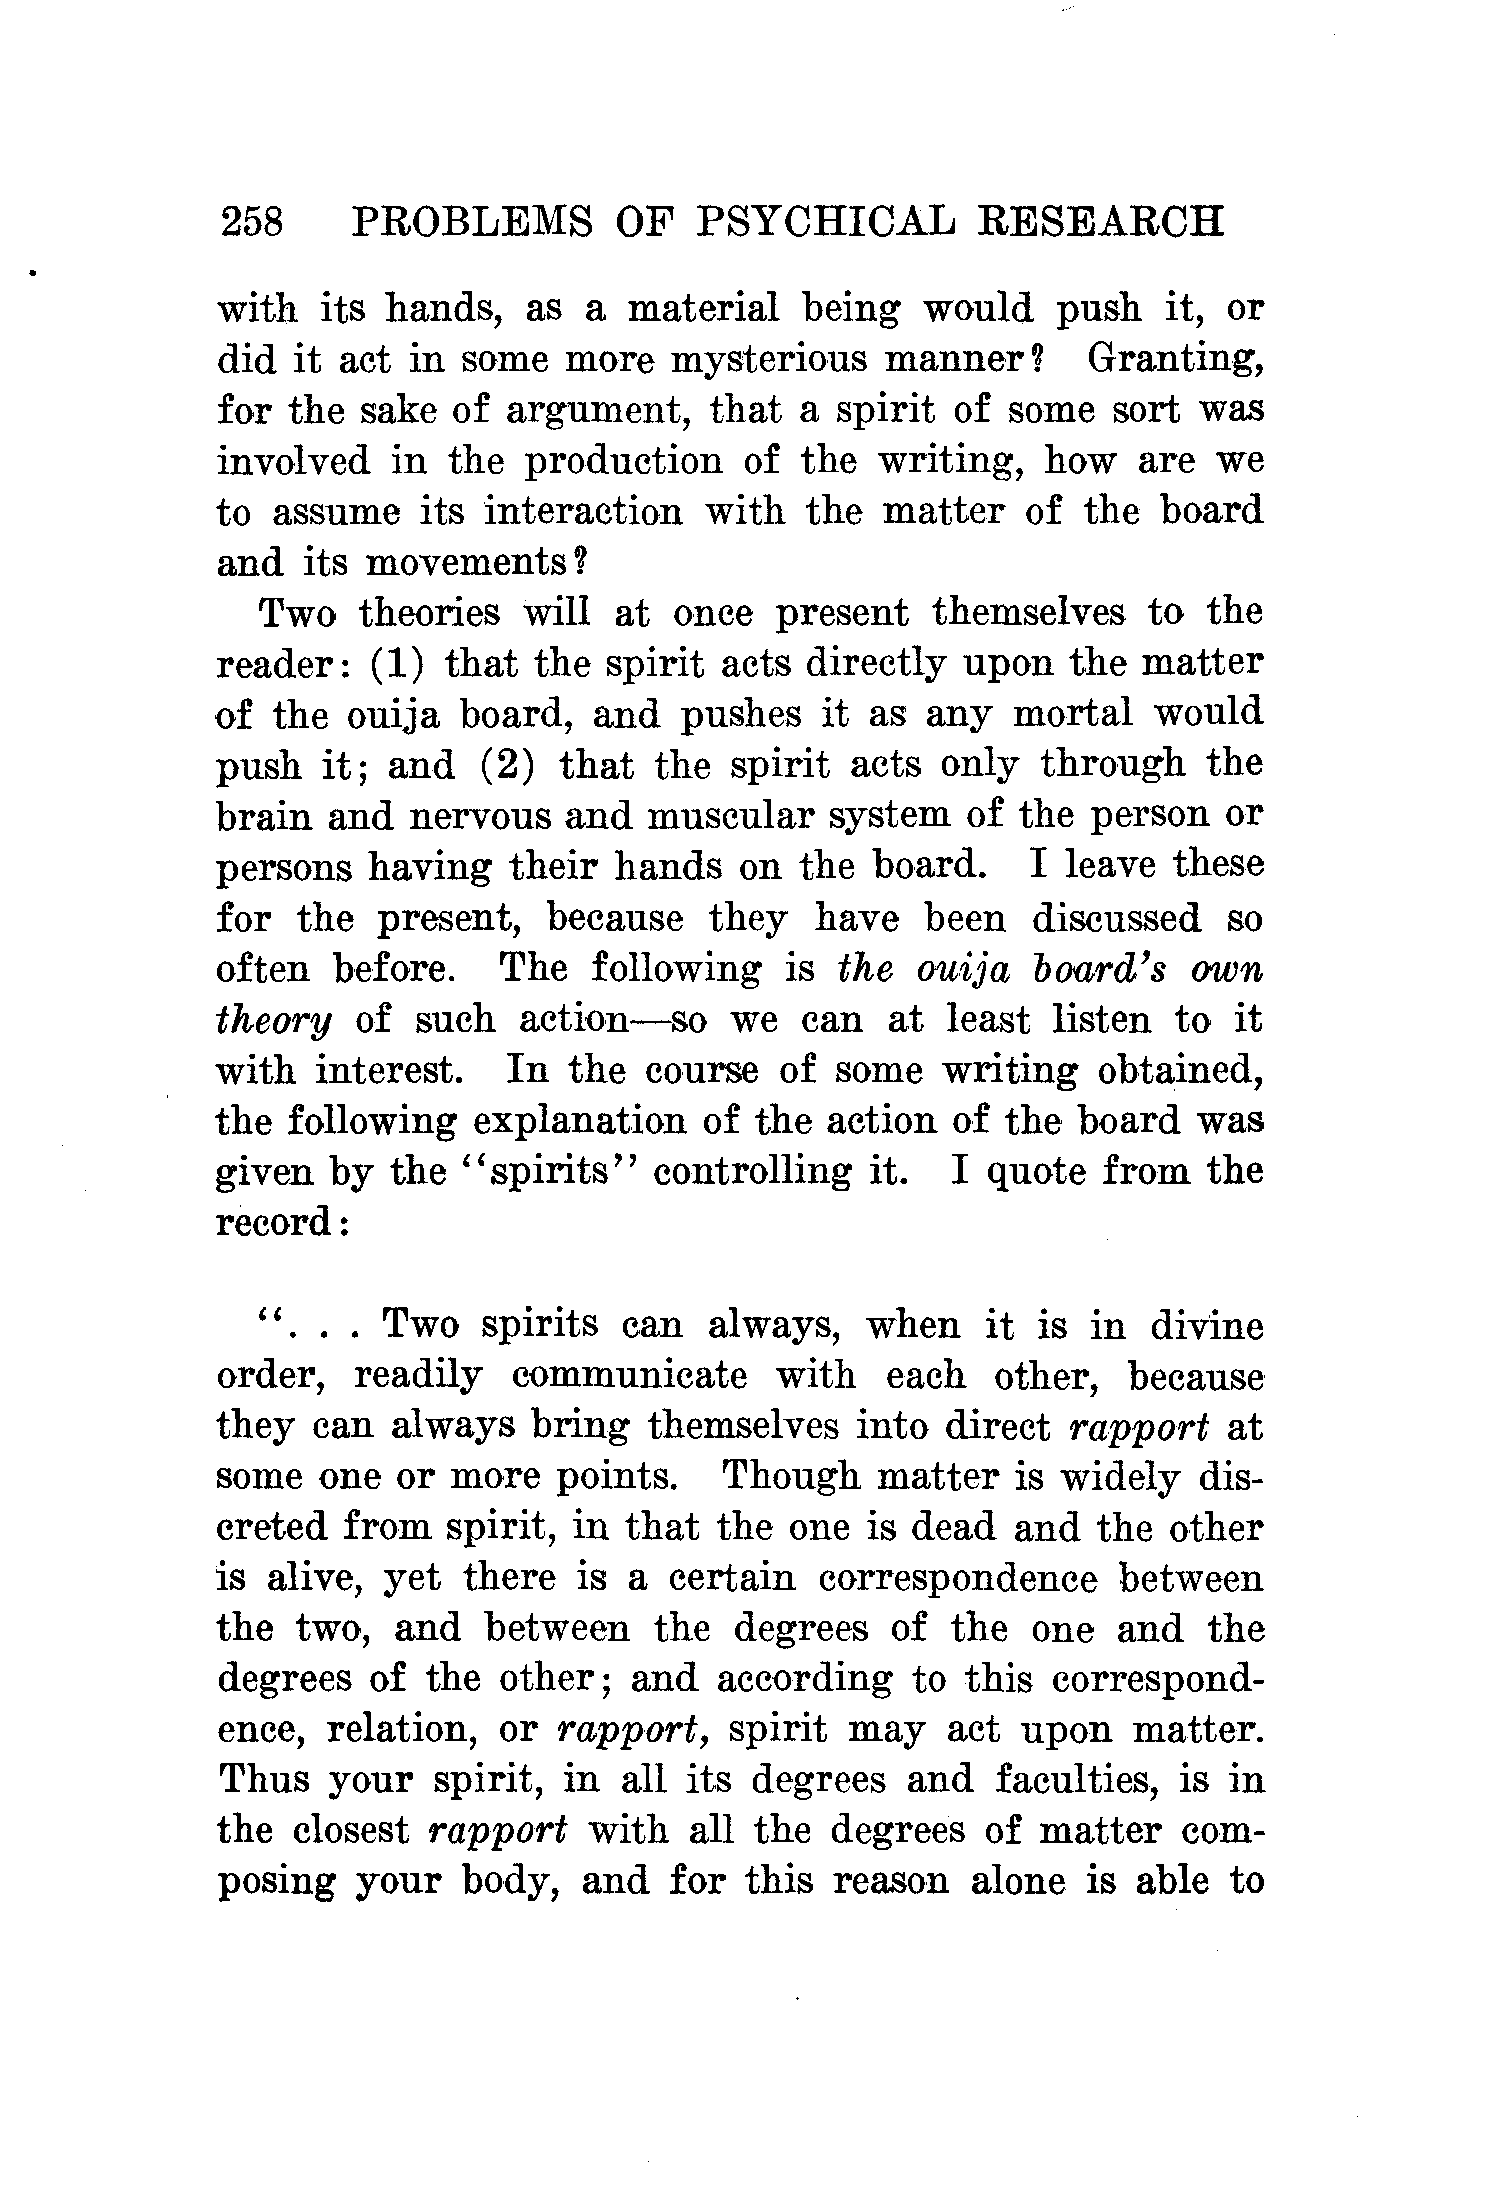 258 PROBLEMS OF PSYCHICAL RESEARCH
with its hands, as a material being would push it, or
did it act in some more mysterious manner? Granting,
for the sake of argument, that a spirit of some sort was
involved in the production of the writing, how are we
to assume its interaction with the matter of the board
and its movements?
Two theories will at once present themselves to the
reader: (1) that the spirit acts directly upon the matter
of the ouija board, and pushes it as any mortal would
push it; and (2) that the spirit acts only through the
brain and nervous and muscular system of the person or
persons having their hands on the board. I leave these
for the present, because they have been discussed so
often before. The following is the ouija board's own
theory of such action—so we can at least listen to it
with interest. In the course of some writing obtained,
the following explanation of the action of the board was
given by the "spirits" controlling it. I quote from the
record:
". . . Two spirits can always, when it is in divine
order, readily communicate with each other, because
they can always bring themselves into direct rapport at
some one or more points. Though matter is widely dis-
creted from spirit, in that the one is dead and the other
is alive, yet there is a certain correspondence between
the two, and between the degrees of the one and the
degrees of the other; and according to this correspond-
ence, relation, or rapport, spirit may act upon matter.
Thus your spirit, in all its degrees and faculties, is in
the closest rapport with all the degrees of matter com-
posing your body, and for this reason alone is able to